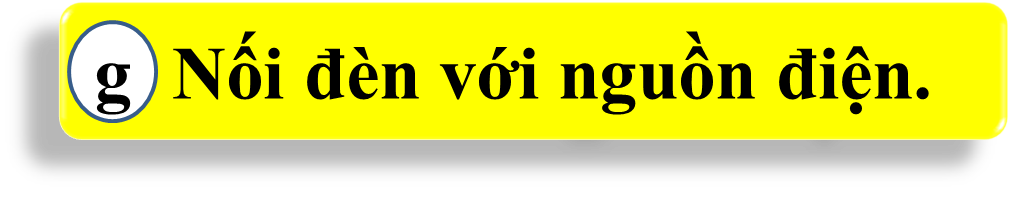 g Nối đèn với nguồn điện.